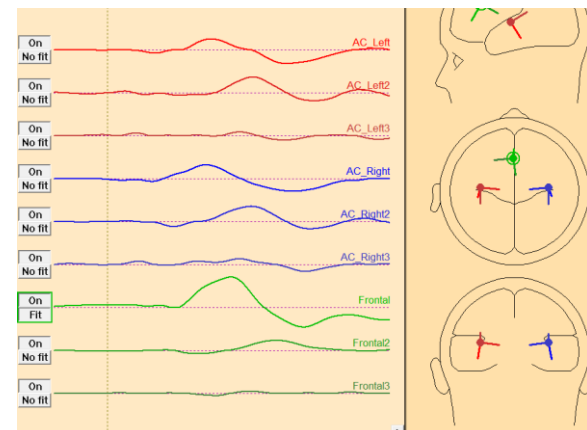 On
No fit
AC_Left
On
No fit
AC_Left2
On
No fit
AC_Left3
On
No fit
AC_Right
On
No fit
AC_Right2
On
No fit
AC_Right3
On
Fit
Frontal
On
No fit
Frontal2
On
No fit
Frontal3